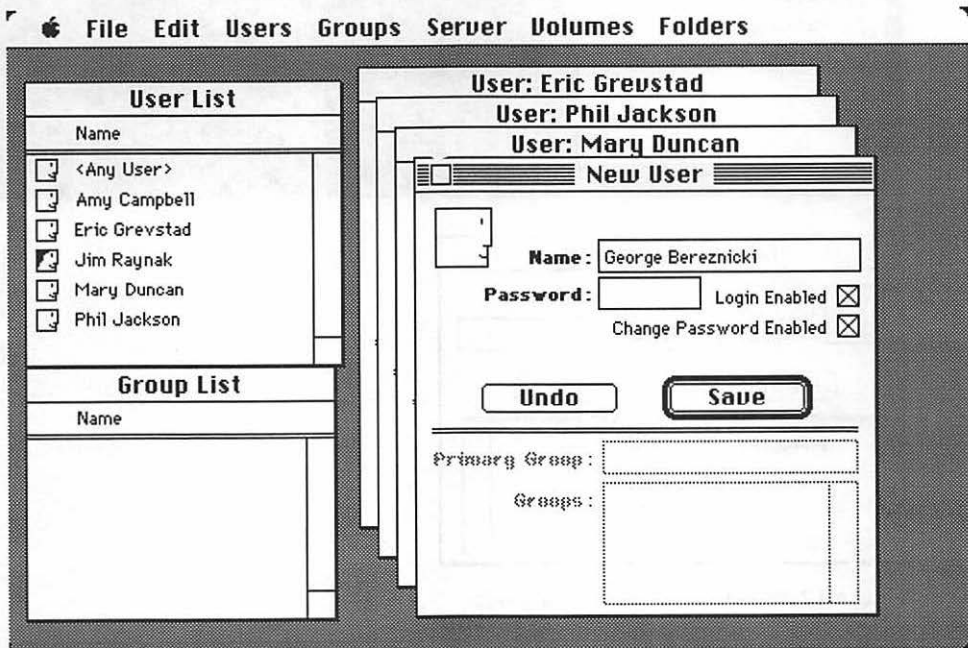 File Edit Users Groups Server Volumes Folders
User List
Name
<Any User>
Amy Campbell
Eric Grevstad
Jim Raynak
Mary Duncan
Phil Jackson
Group List
Name
User: Eric Grevstad
User: Phil Jackson
User: Mary Duncan
New User
Name: George Bereznicki
Password:
Login Enabled
Change Password Enabled
Undo
Save
Primary Group:
Groups: